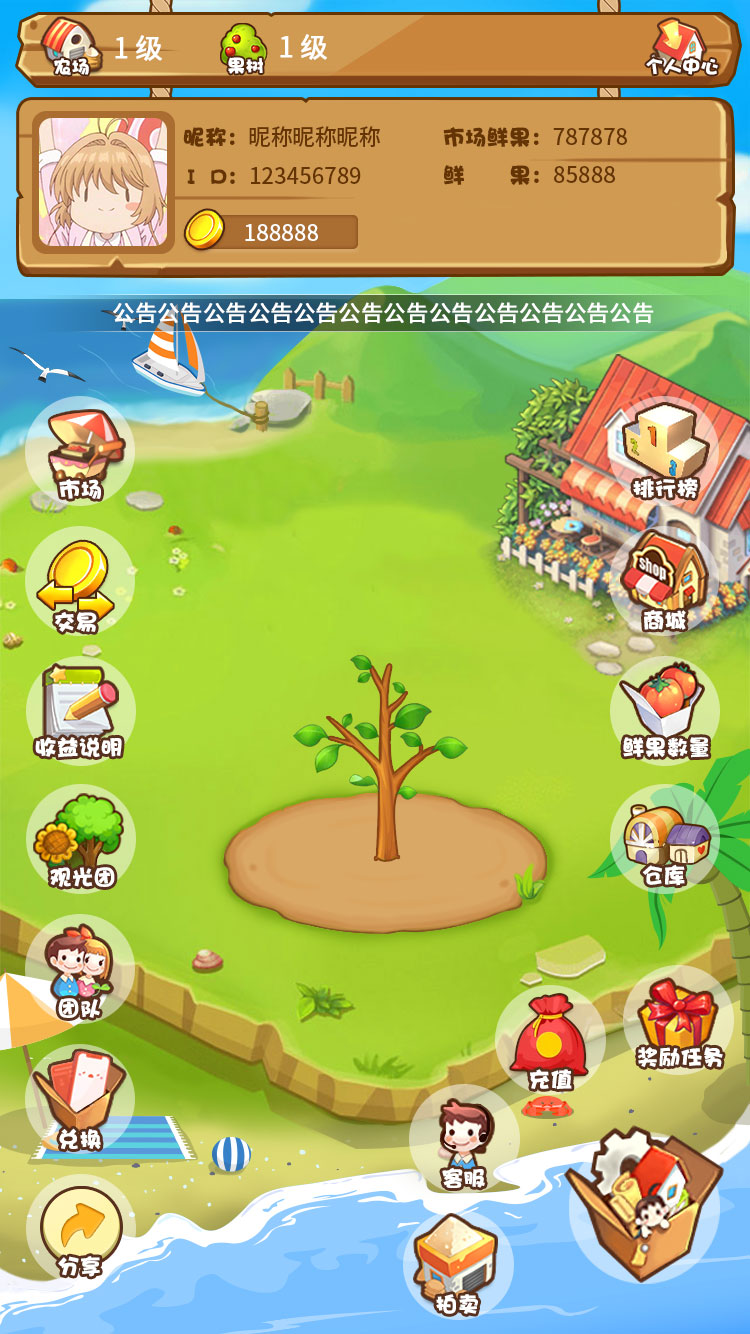 农场 1级 果树 1级 个人中心
昵称：昵称昵称昵称 市场鲜果：787878
ID：123456789 鲜 果：85888
188888
公告公告公告公告公告公告公告公告公告公告公告公告
市场
排行榜
1
2
3
交易
shop
商城
收益说明
鲜果数量
观光团
仓库
团队
充值
奖励任务
兑换
客服
分享
拍卖